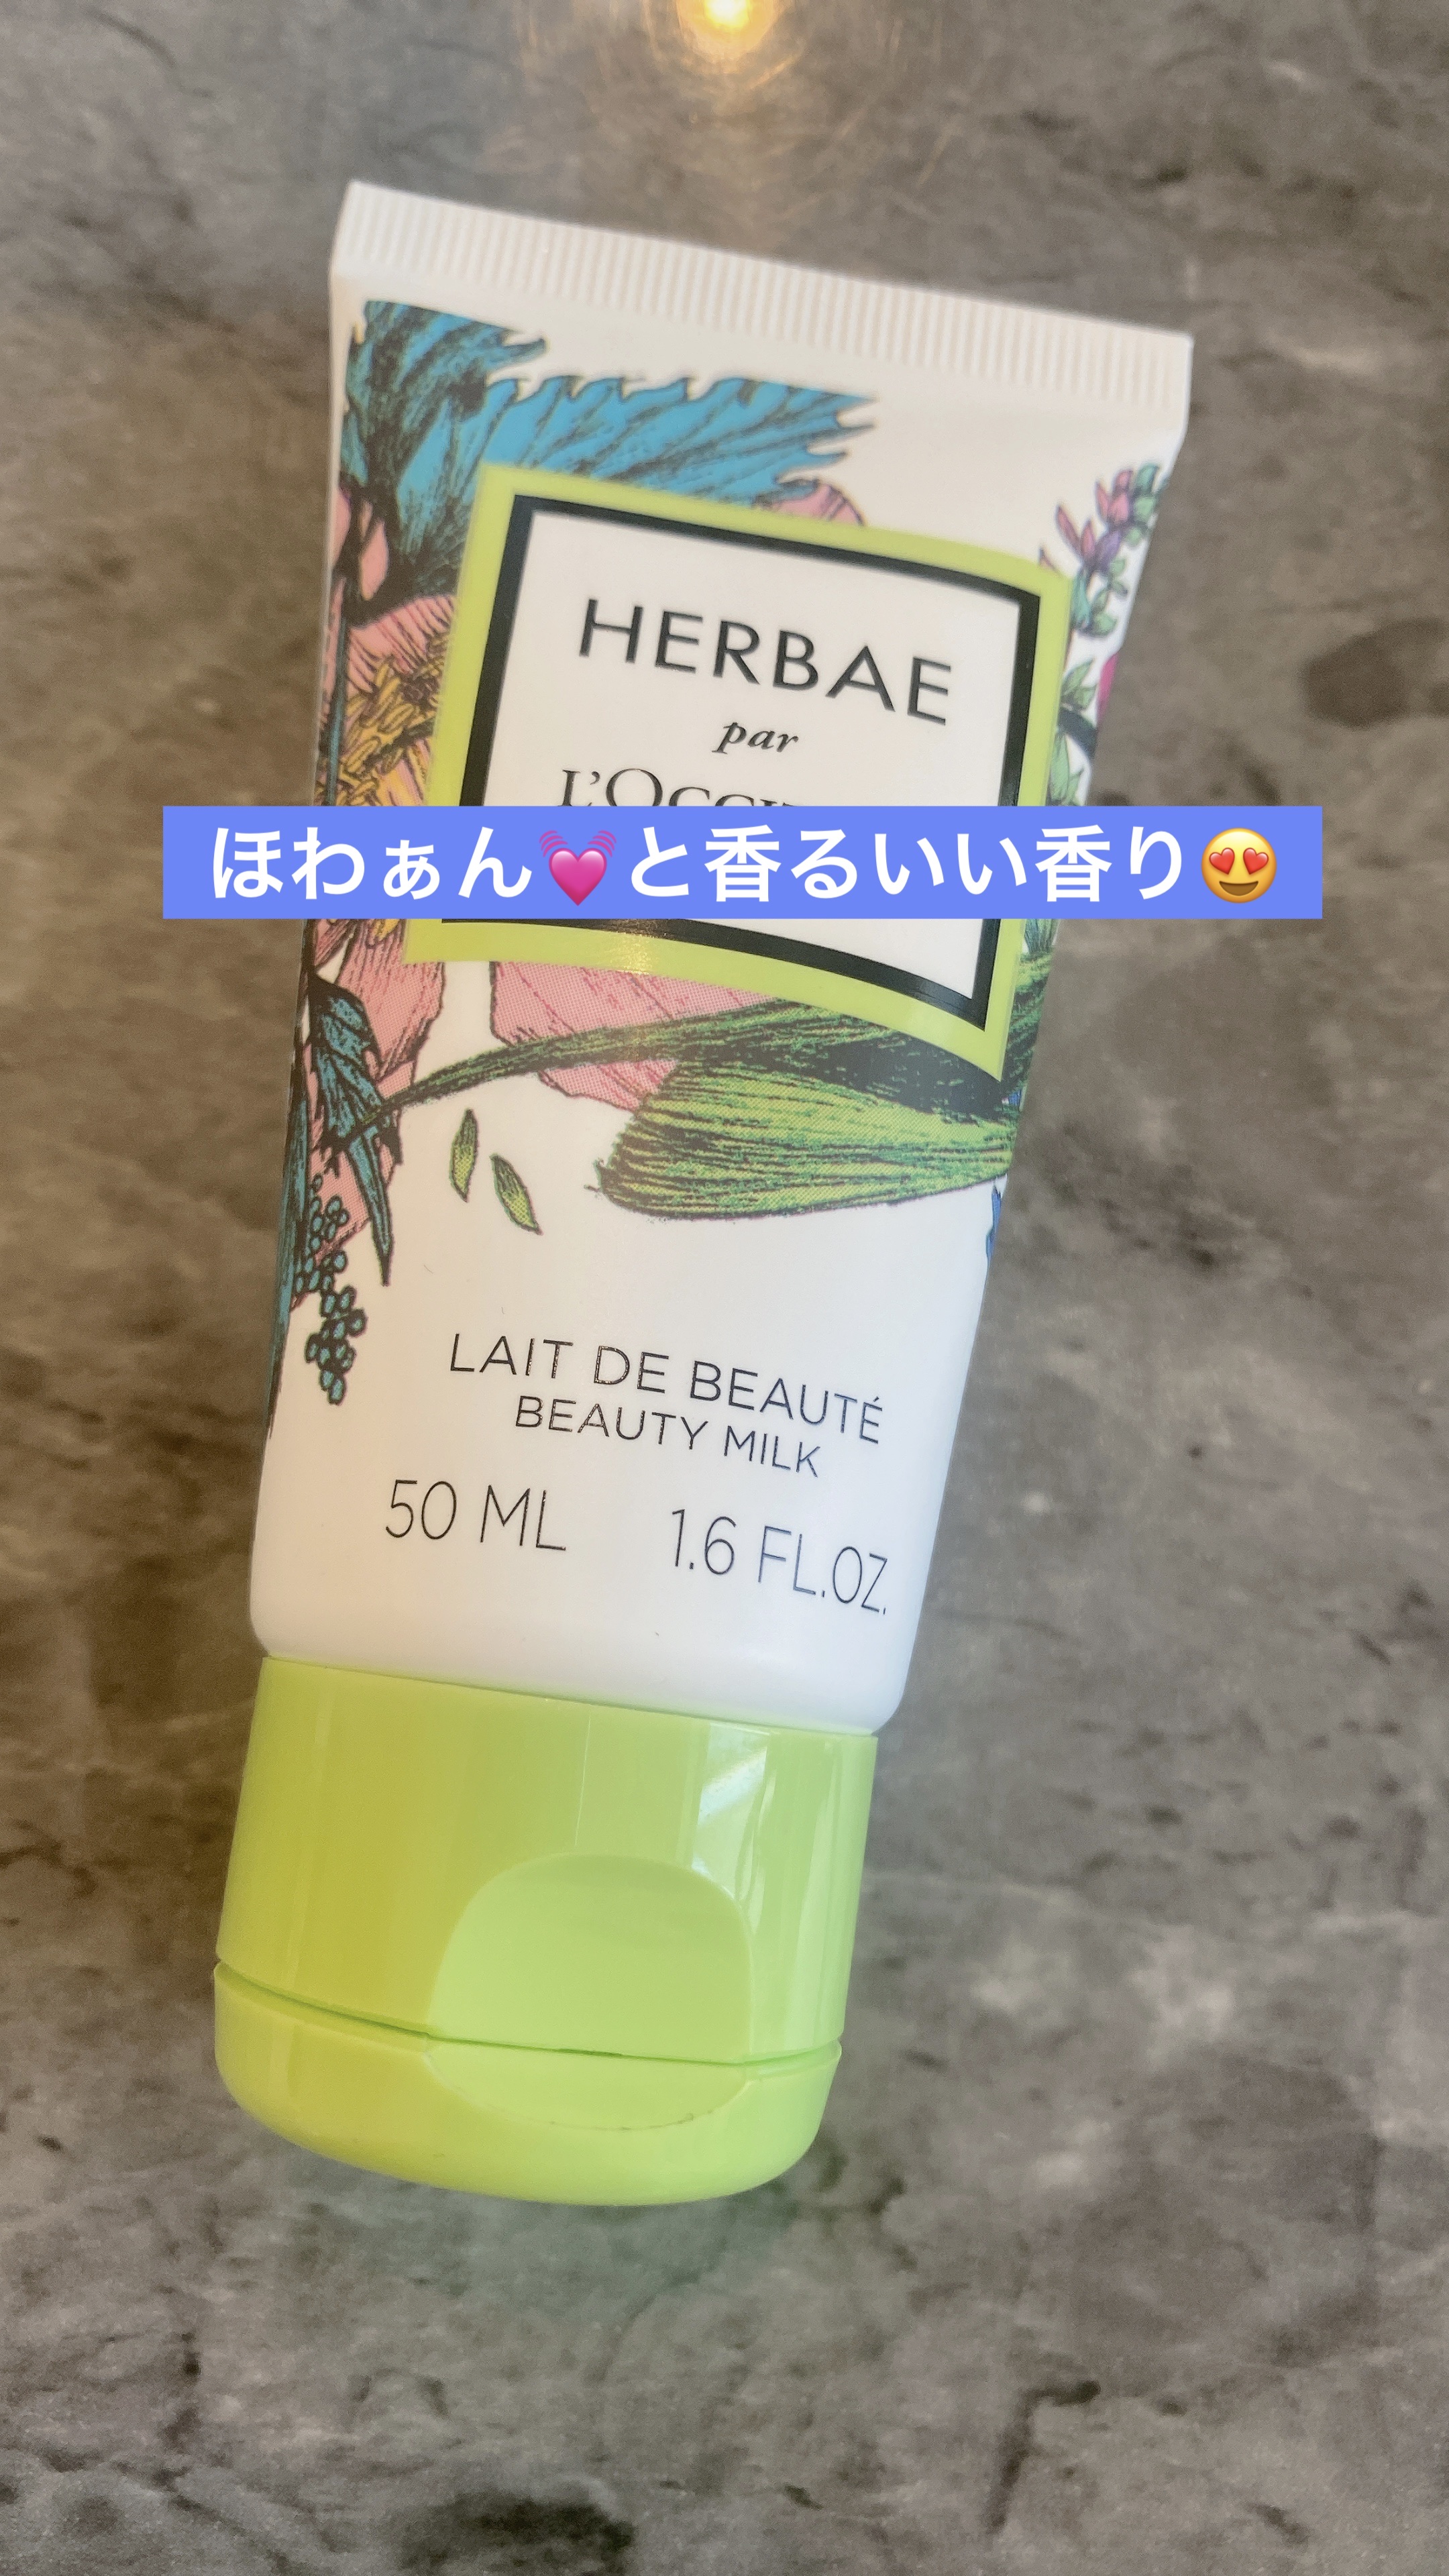 HERBAE
par
ほわぁん💓と香るいい香り😍
LAIT DE BEAUTÉ
BEAUTY MILK
50 ML 1.6 FL.OZ.